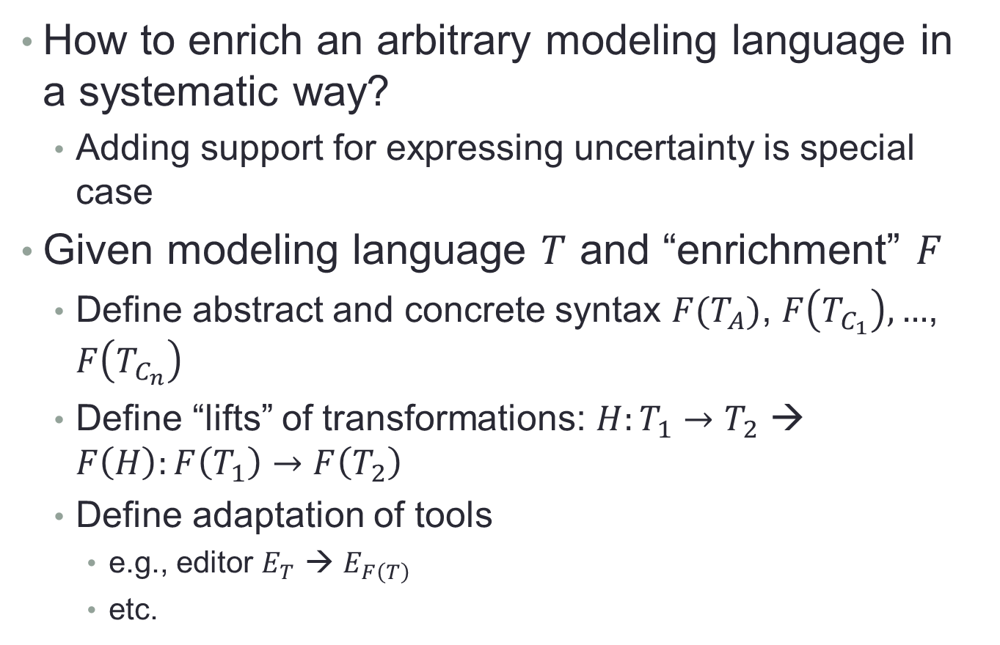 • How to enrich an arbitrary modeling language in
a systematic way?
• Adding support for expressing uncertainty is special
case
• Given modeling language T and “enrichment” F
• Define abstract and concrete syntax F(T_A), F(T_{C_1}), …,
F(T_{C_n})
• Define “lifts” of transformations: H: T_1 → T_2 →
F(H): F(T_1) → F(T_2)
• Define adaptation of tools
• e.g., editor E_T → E_{F(T)}
• etc.